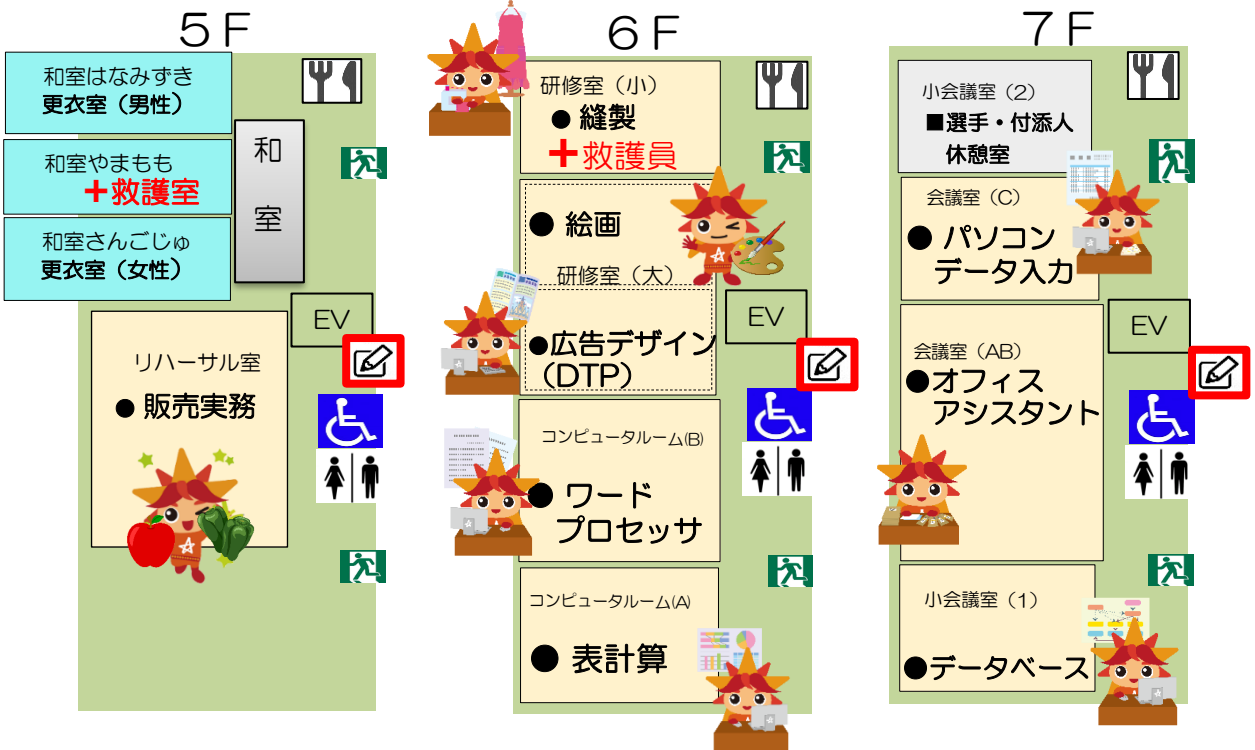 5F
和室はなみずき
更衣室（男性）
和室やまもも
＋救護室
和室さんごじゅ
更衣室（女性）
和室
EV
リハーサル室
● 販売実務
6F
研修室（小）
● 縫製
＋救護員
● 絵画
研修室（大）
●広告デザイン
（DTP）
EV
コンピュータルーム(B)
● ワード
プロセッサ
コンピュータルーム(A)
● 表計算
7F
小会議室（2）
■選手・付添人
休憩室
会議室（C）
● パソコン
データ入力
EV
会議室（AB）
●オフィス
アシスタント
小会議室（1）
●データベース